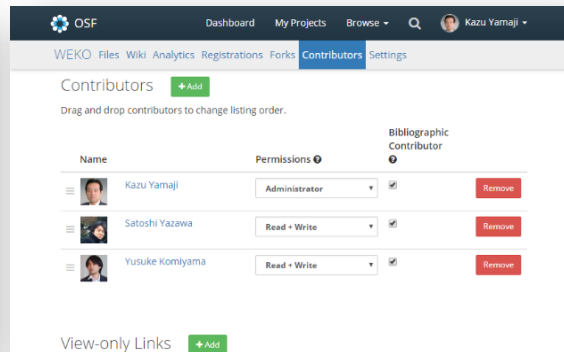 OSF Dashboard My Projects Browse Kazu Yamaji
WEKO Files Wiki Analytics Registrations Forks Contributors Settings
Contributors +Add
Drag and drop contributors to change listing order.
Name Permissions Bibliographic Contributor
Kazu Yamaji Administrator Remove
Satoshi Yazawa Read + Write Remove
Yusuke Komiyama Read + Write Remove
View-only Links +Add